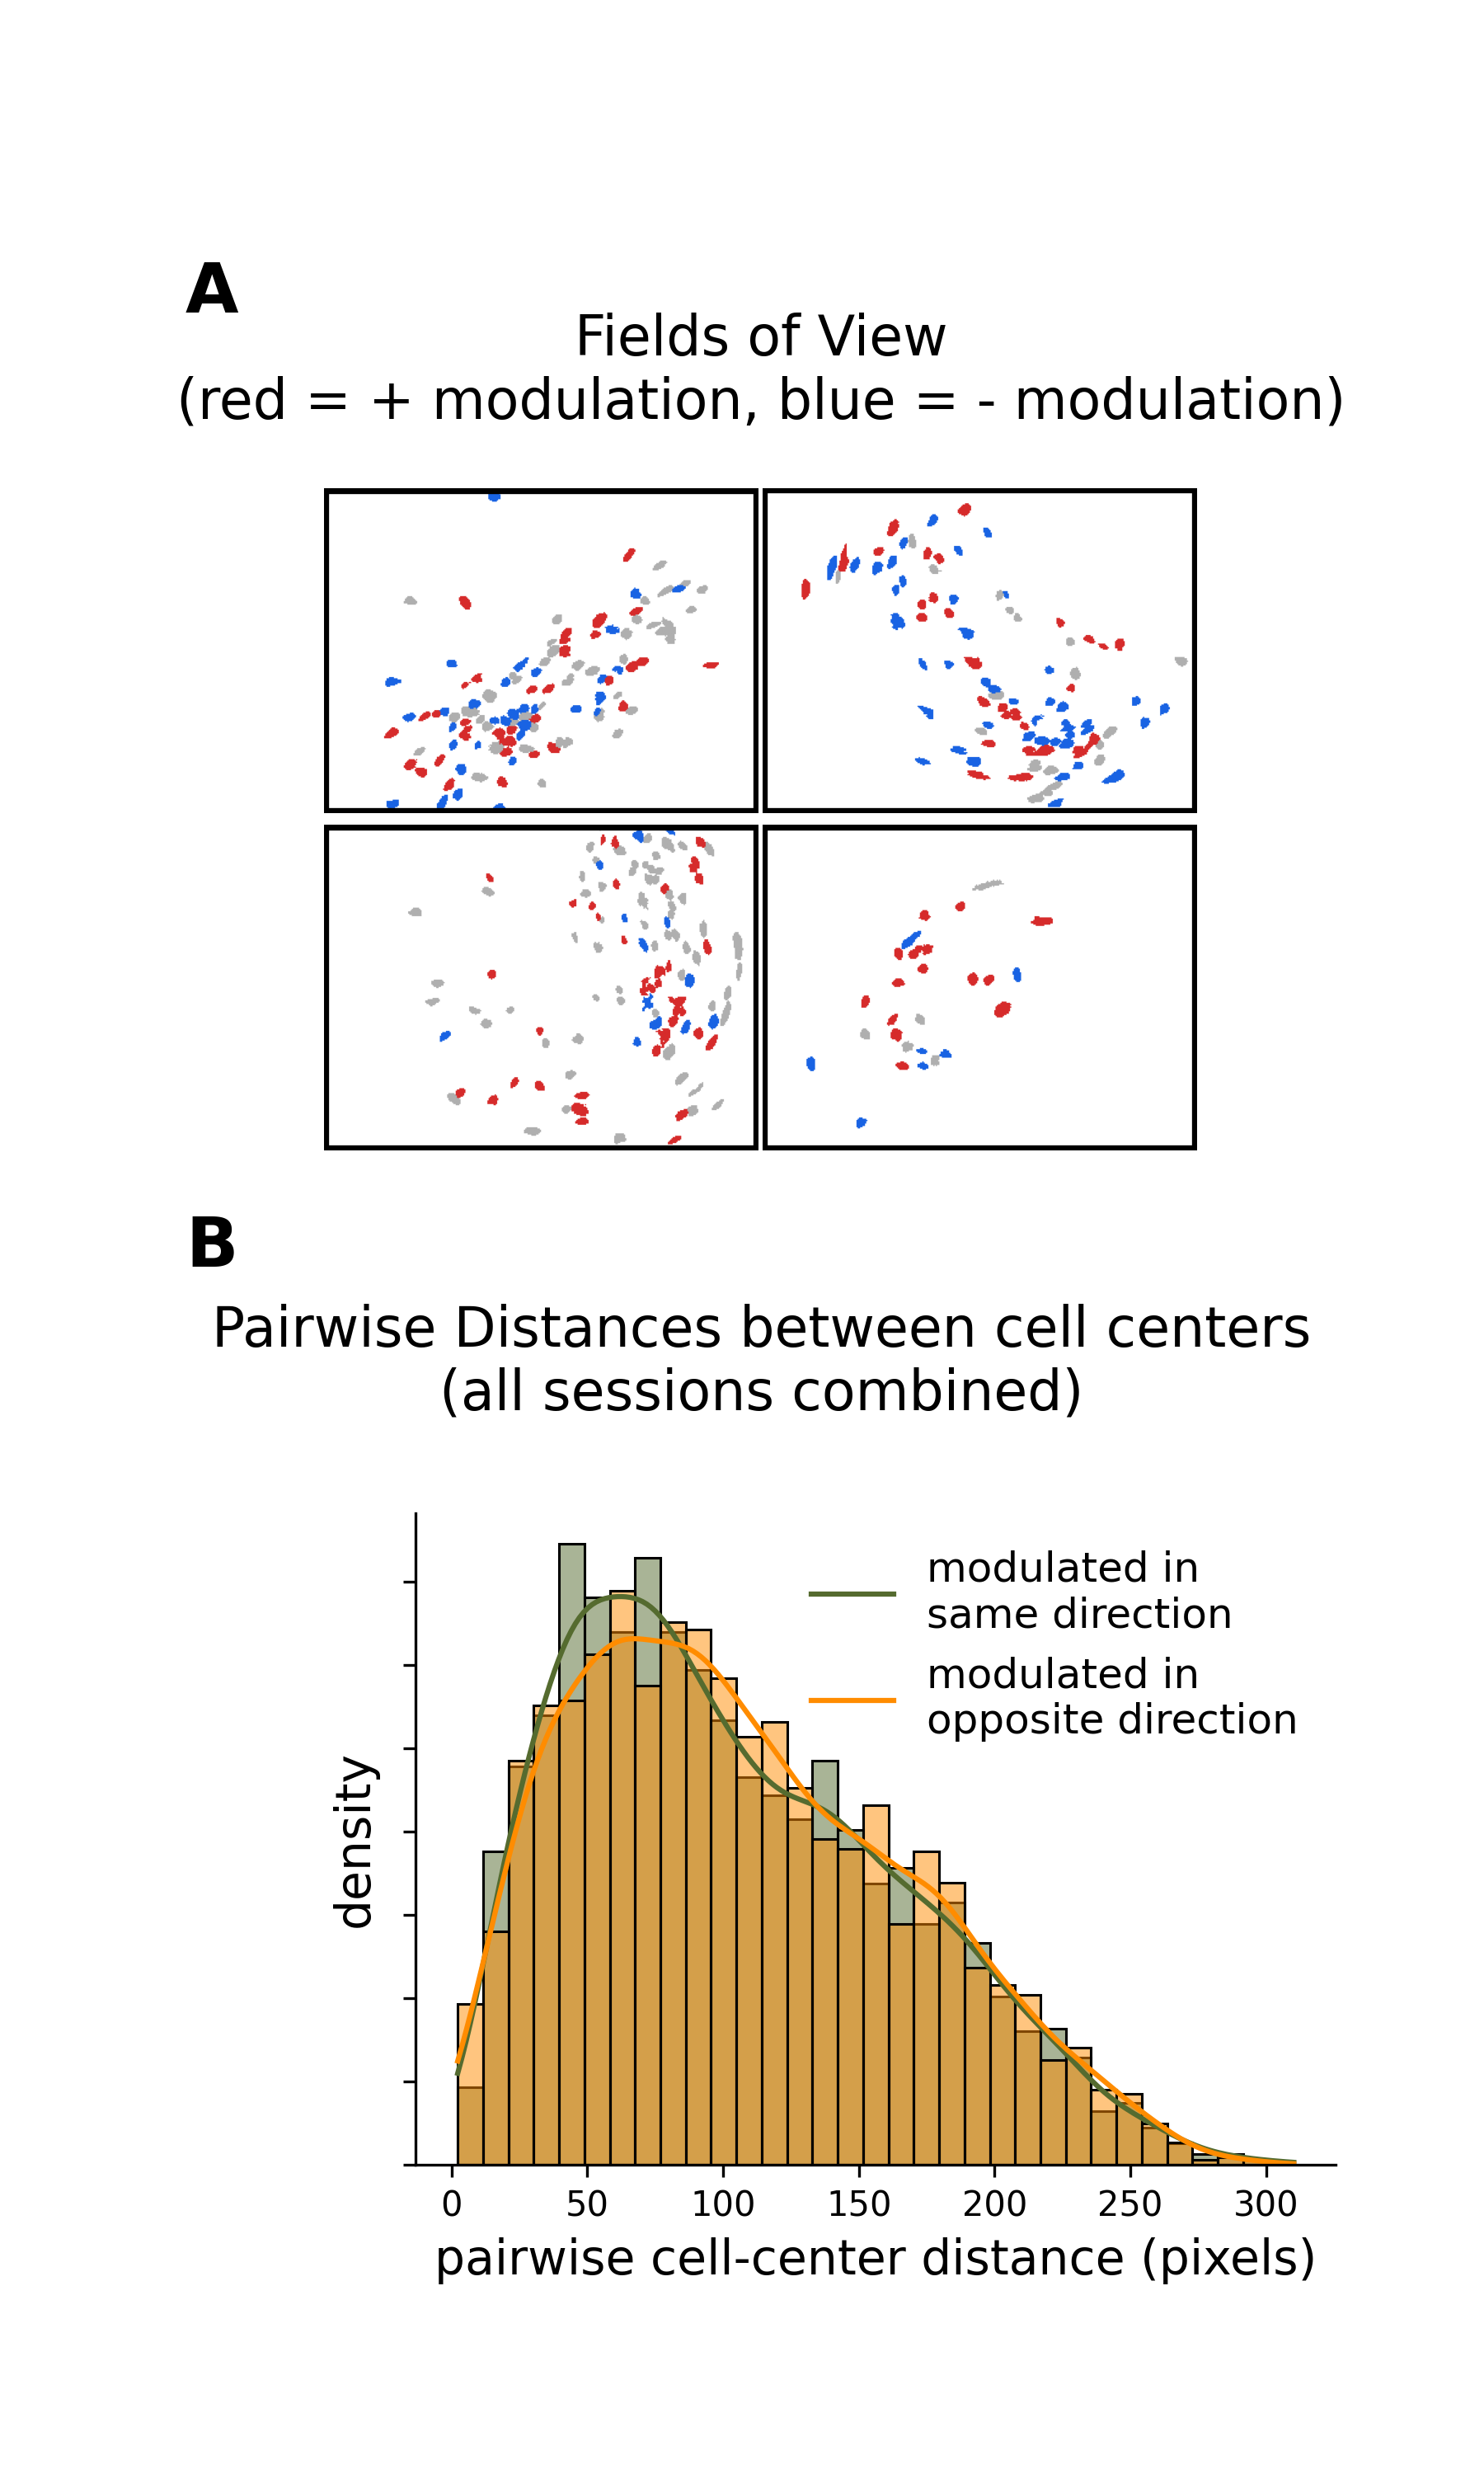 A
Fields of View
(red = + modulation, blue = - modulation)
B
Pairwise Distances between cell centers
(all sessions combined)
modulated in
same direction
modulated in
opposite direction
density
0 50 100 150 200 250 300
pairwise cell-center distance (pixels)